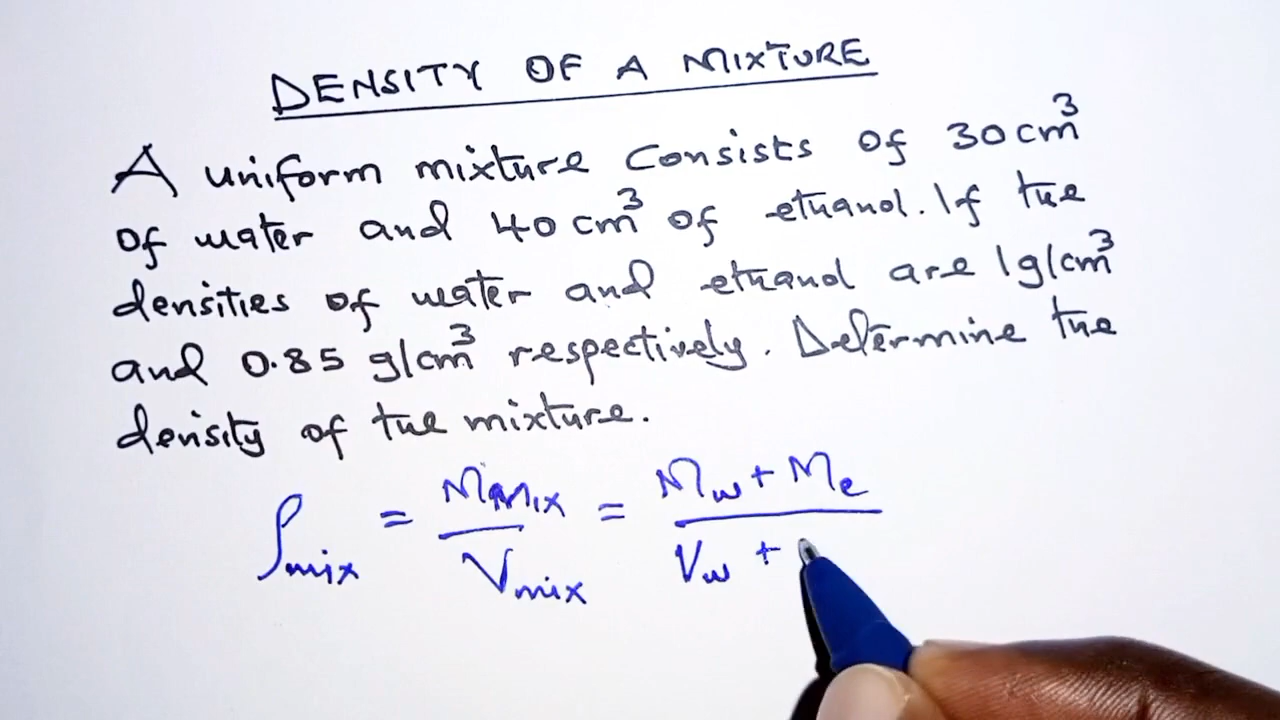 DENSITY OF A MIXTURE
A uniform mixture consists of 30cm³
of water and 40cm³ of ethanol. If the
densities of water and ethanol are 1g/cm³
and 0.85 g/cm³ respectively. Determine the
density of the mixture.
ρmix = Mmix/Vmix = Mw + Me/Vw +